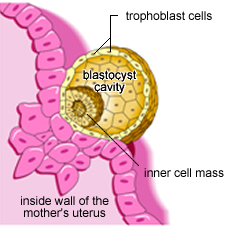 trophoblast cells
blastocyst
cavity
inner cell mass
inside wall of the
mother's uterus